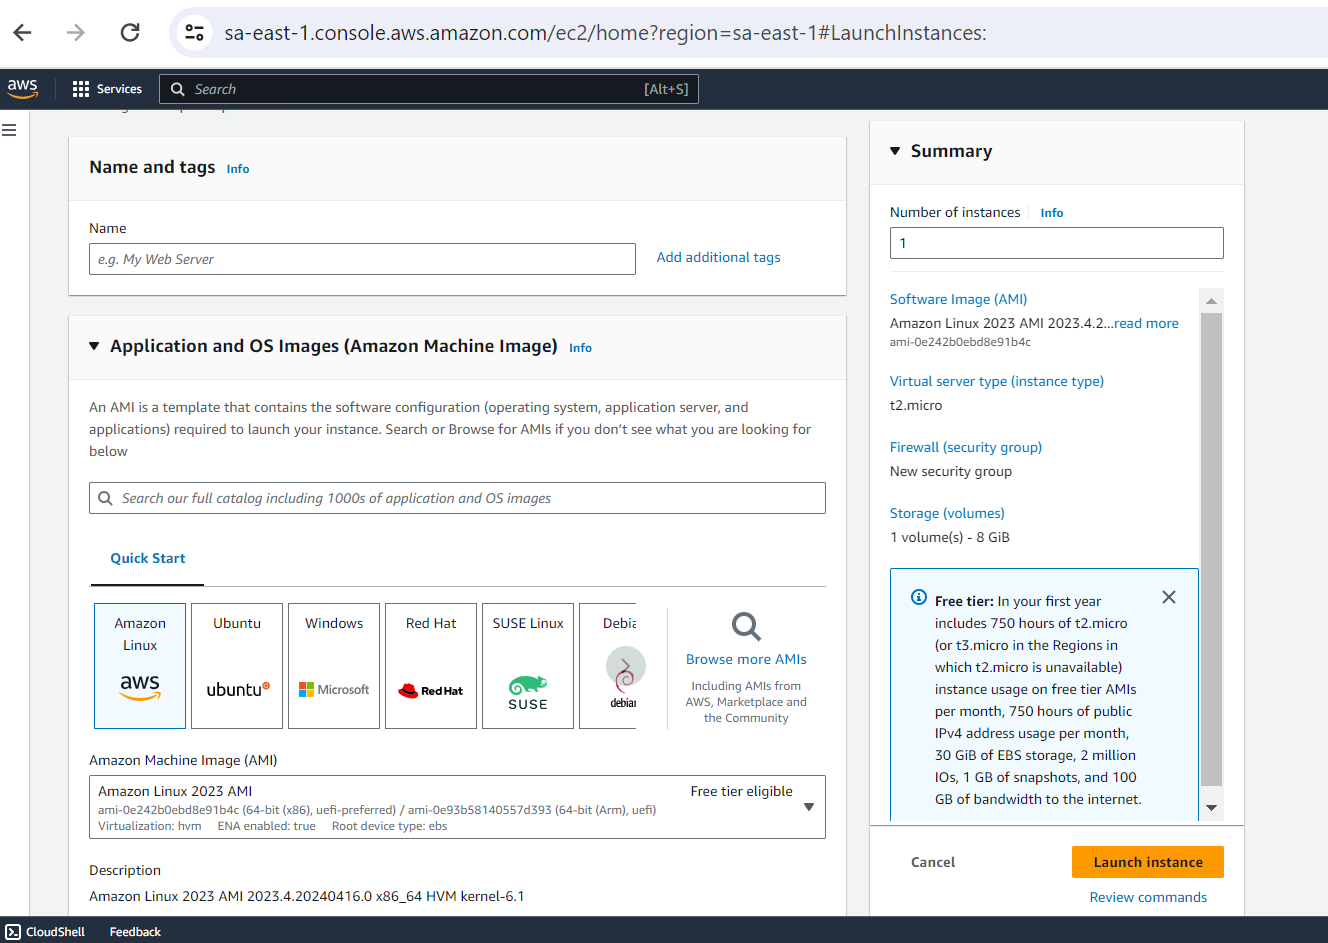 sa-east-1.console.aws.amazon.com/ec2/home?region=sa-east-1#LaunchInstances:
aws
Services
Search
[Alt+S]
Name and tags Info
Name
e.g. My Web Server
Add additional tags
Application and OS Images (Amazon Machine Image) Info
An AMI is a template that contains the software configuration (operating system, application server, and
applications) required to launch your instance. Search or Browse for AMIs if you don't see what you are looking for
below
Search our full catalog including 1000s of application and OS images
Quick Start
Amazon
Linux
aws
Ubuntu
ubuntu
Windows
Microsoft
Red Hat
Red Hat
SUSE Linux
SUSE
Debia
debian
Browse more AMIs
Including AMIs from
AWS, Marketplace and
the Community
Amazon Machine Image (AMI)
Amazon Linux 2023 AMI
Free tier eligible
ami-0e242b0ebd8e91b4c (64-bit (x86), uefi-preferred) / ami-0e93b58140557d393 (64-bit (Arm), uefi)
Virtualization: hvm ENA enabled: true Root device type: ebs
Description
Amazon Linux 2023 AMI 2023.4.20240416.0 x86_64 HVM kernel-6.1
Summary
Number of instances Info
1
Software Image (AMI)
Amazon Linux 2023 AMI 2023.4.2...read more
ami-0e242b0ebd8e91b4c
Virtual server type (instance type)
t2.micro
Firewall (security group)
New security group
Storage (volumes)
1 volume(s) - 8 GiB
Free tier: In your first year
includes 750 hours of t2.micro
(or t3.micro in the Regions in
which t2.micro is unavailable)
instance usage on free tier AMIs
per month, 750 hours of public
IPv4 address usage per month,
30 GiB of EBS storage, 2 million
IOs, 1 GB of snapshots, and 100
GB of bandwidth to the internet.
Cancel
Launch instance
Review commands
CloudShell
Feedback